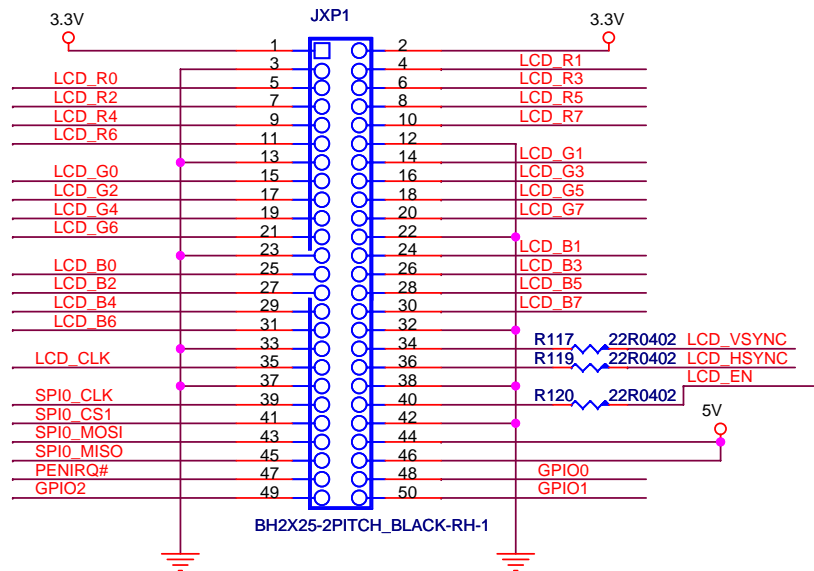 JXP1
3.3V 3.3V
1 2
3 4 LCD_R1
LCD_R0 5 6 LCD_R3
LCD_R2 7 8 LCD_R5
LCD_R4 9 10 LCD_R7
LCD_R6 11 12
13 14 LCD_G1
LCD_G0 15 16 LCD_G3
LCD_G2 17 18 LCD_G5
LCD_G4 19 20 LCD_G7
LCD_G6 21 22
23 24 LCD_B1
LCD_B0 25 26 LCD_B3
LCD_B2 27 28 LCD_B5
LCD_B4 29 30 LCD_B7
LCD_B6 31 32
33 34 R117 22R0402 LCD_VSYNC
LCD_CLK 35 36 R119 22R0402 LCD_HSYNC
37 38 LCD_EN
SPI0_CLK 39 40 R120 22R0402
SPI0_CS1 41 42 5V
SPI0_MOSI 43 44
SPI0_MISO 45 46
PENIRQ# 47 48 GPIO0
GPIO2 49 50 GPIO1
BH2X25-2PITCH_BLACK-RH-1